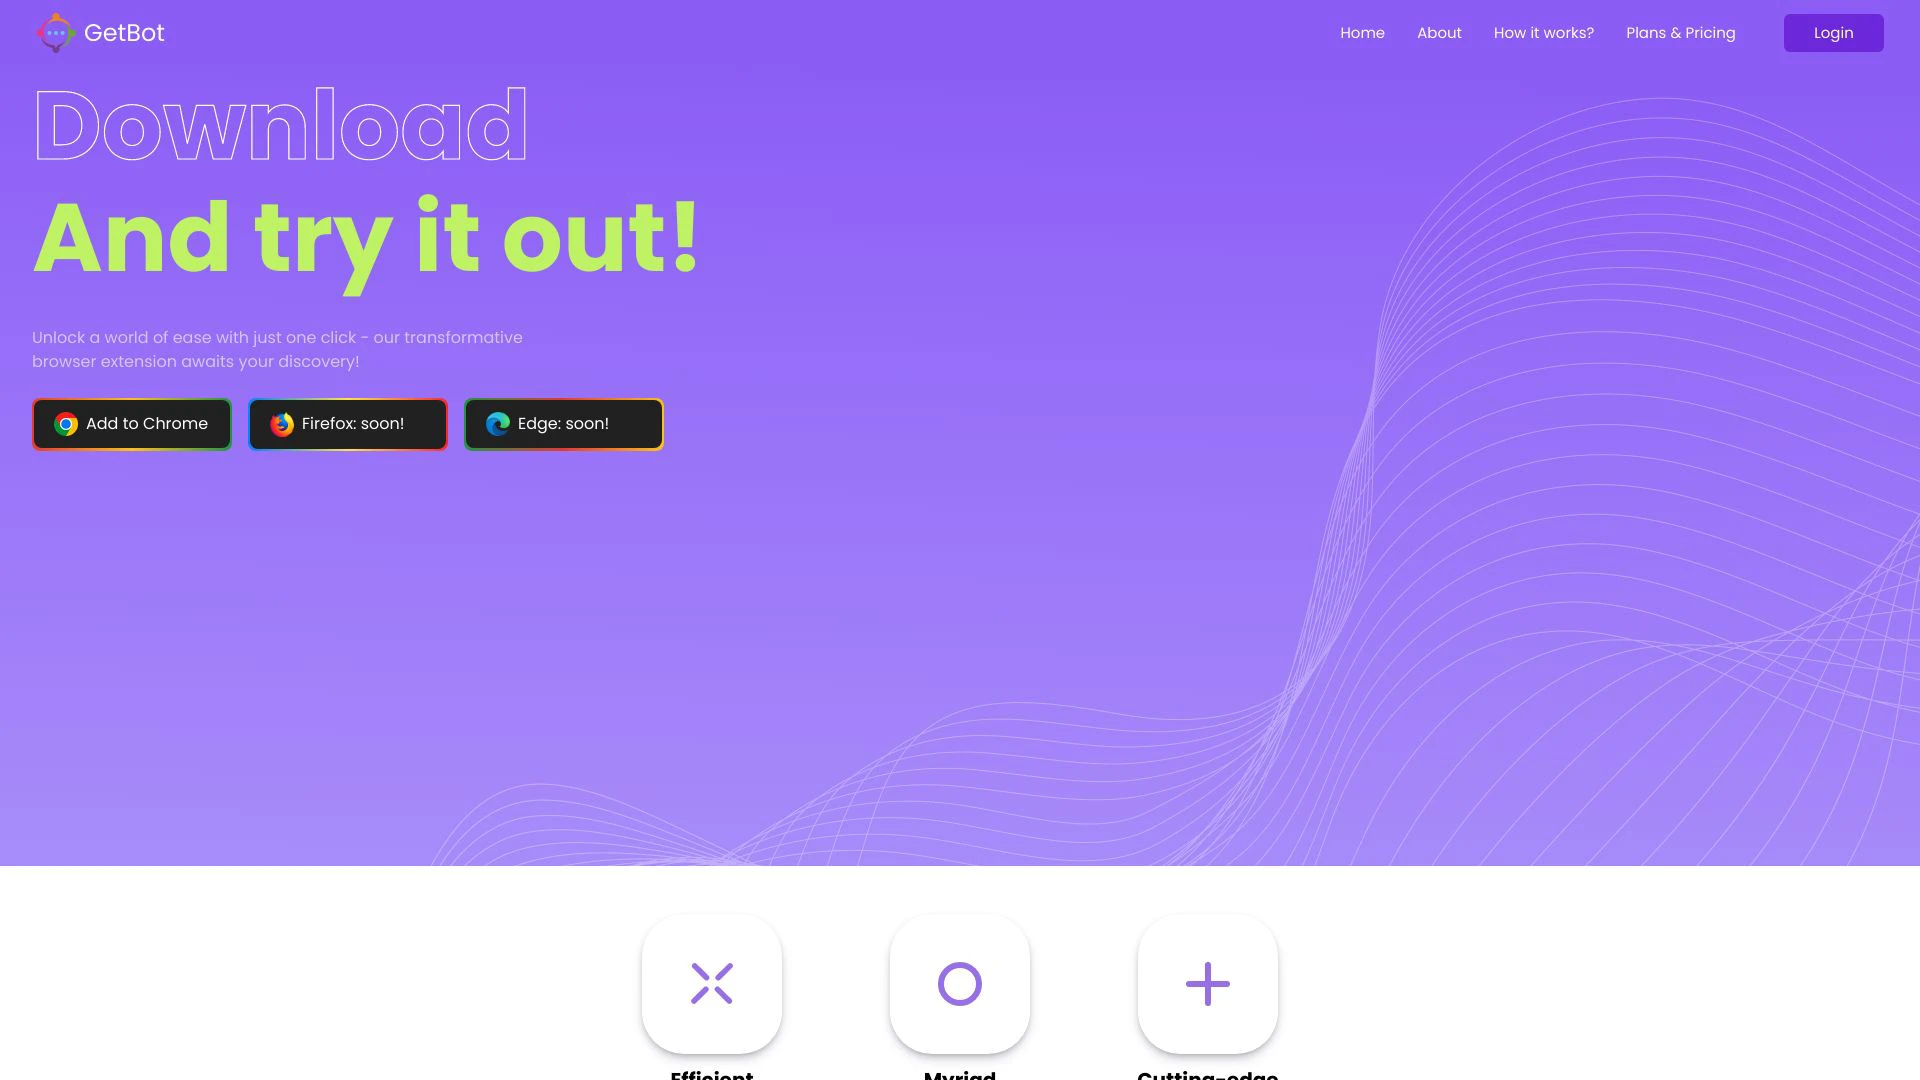 GetBot
Home
About
How it works?
Plans & Pricing
Login
Download
And try it out!
Unlock a world of ease with just one click - our transformative
browser extension awaits your discovery!
Add to Chrome
Firefox: soon!
Edge: soon!
Efficient
Myriad
Cutting-edge